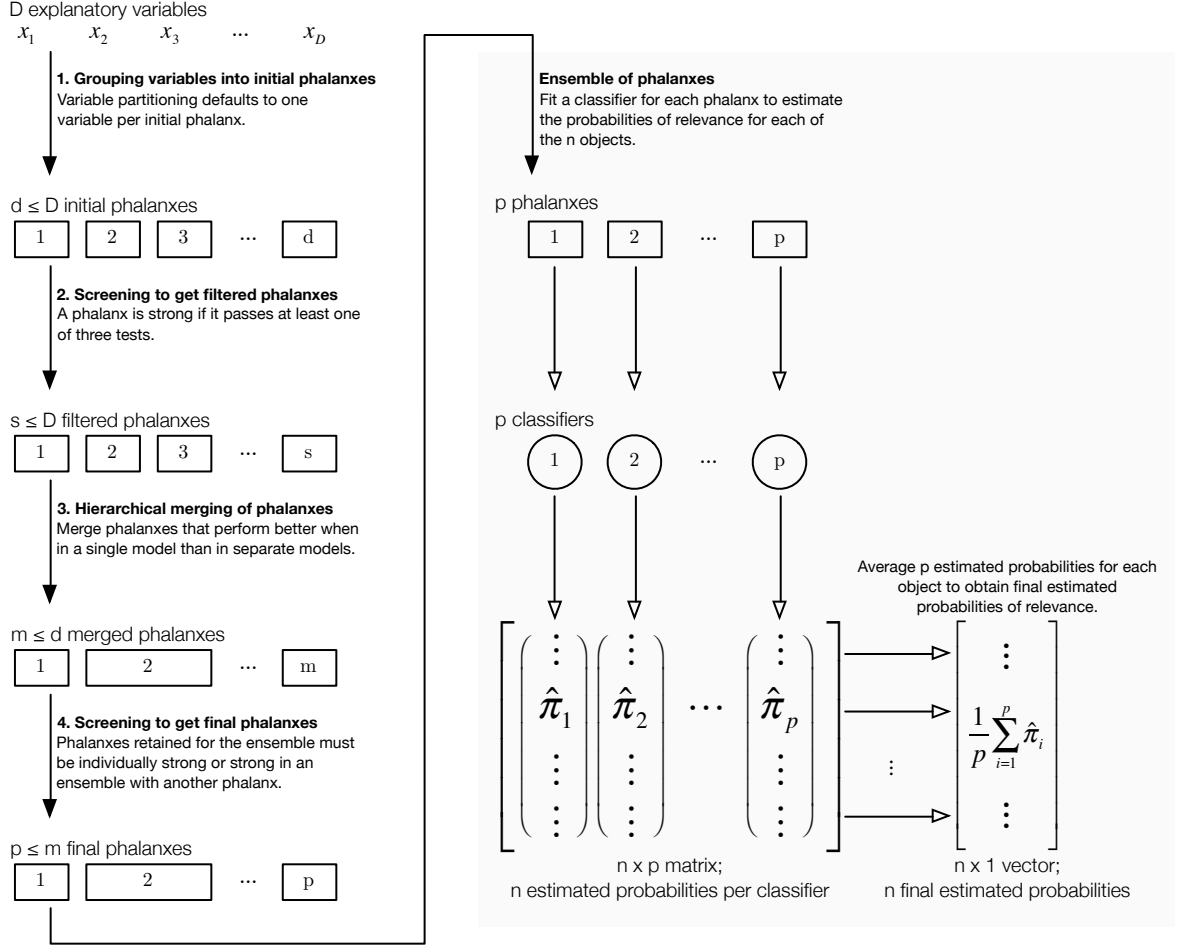 D explanatory variables
x₁ x₂ x₃ ... x_D
1. Grouping variables into initial phalanxes
Variable partitioning defaults to one
variable per initial phalanx.
d ≤ D initial phalanxes
1 2 3 ... d
2. Screening to get filtered phalanxes
A phalanx is strong if it passes at least one
of three tests.
s ≤ D filtered phalanxes
1 2 3 ... s
3. Hierarchical merging of phalanxes
Merge phalanxes that perform better when
in a single model than in separate models.
m ≤ d merged phalanxes
1 2 ... m
4. Screening to get final phalanxes
Phalanxes retained for the ensemble must
be individually strong or strong in an
ensemble with another phalanx.
p ≤ m final phalanxes
1 2 ... p
Ensemble of phalanxes
Fit a classifier for each phalanx to estimate
the probabilities of relevance for each of
the n objects.
p phalanxes
1 2 ... p
p classifiers
1 2 ... p
Average p estimated probabilities for each
object to obtain final estimated
probabilities of relevance.
π̂₁ π̂₂ ... π̂_p
1/p ∑_{i=1}^{p} π̂_i
n x p matrix;
n estimated probabilities per classifier
n x 1 vector;
n final estimated probabilities